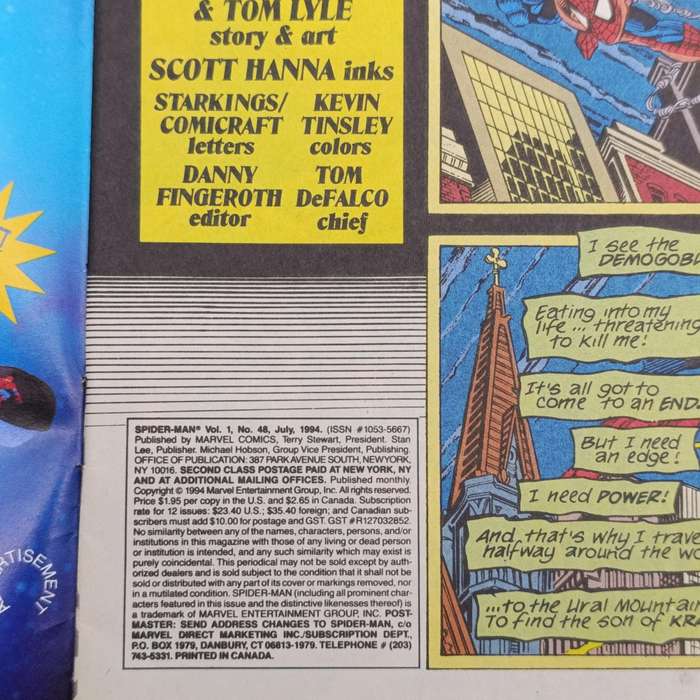 & TOM LYLE
story & art
SCOTT HANNA inks
STARKINGS/
COMICRAFT
letters
KEVIN
TINSLEY
colors
DANNY
FINGEROTH
editor
TOM
DeFALCO
chief
SPIDER-MAN® Vol. 1, No. 48, July, 1994. (ISSN #1053-5667)
Published by MARVEL COMICS, Terry Stewart, President. Stan
Lee, Publisher. Michael Hobson, Group Vice President, Publishing.
OFFICE OF PUBLICATION: 387 PARK AVENUE SOUTH, NEW YORK,
NY 10016. SECOND CLASS POSTAGE PAID AT NEW YORK, NY
AND AT ADDITIONAL MAILING OFFICES. Published monthly.
Copyright © 1994 Marvel Entertainment Group, Inc. All rights reserved.
Price $1.95 per copy in the U.S. and $2.65 in Canada. Subscription
rate for 12 issues: $23.40 U.S.; $35.40 foreign; and Canadian sub-
scribers must add $10.00 for postage and GST. GST #R127032852.
No similarity between any of the names, characters, persons, and/or
institutions in this magazine with those of any living or dead person
or institution is intended, and any such similarity which may exist is
purely coincidental. This periodical may not be sold except by auth-
orized dealers and is sold subject to the condition that it shall not be
sold or distributed with any part of its cover or markings removed, nor
in a mutilated condition. SPIDER-MAN (including all prominent char-
acters featured in this issue and the distinctive likenesses thereof) is
a trademark of MARVEL ENTERTAINMENT GROUP, INC. POST-
MASTER: SEND ADDRESS CHANGES TO SPIDER-MAN, c/o
MARVEL DIRECT MARKETING INC./SUBSCRIPTION DEPT.,
P.O. BOX 1979, DANBURY, CT 06813-1979. TELEPHONE # (203)
743-5331. PRINTED IN CANADA.
I see the
DEMOGOBL
Eating into my
life... threatening
to kill me!
It's all got to
come to an END.
But I need
an edge!
I need POWER!
And that's why I trave
halfway around the wo
...to the Ural Mountain
To find the son of KRA
RTISEMENT